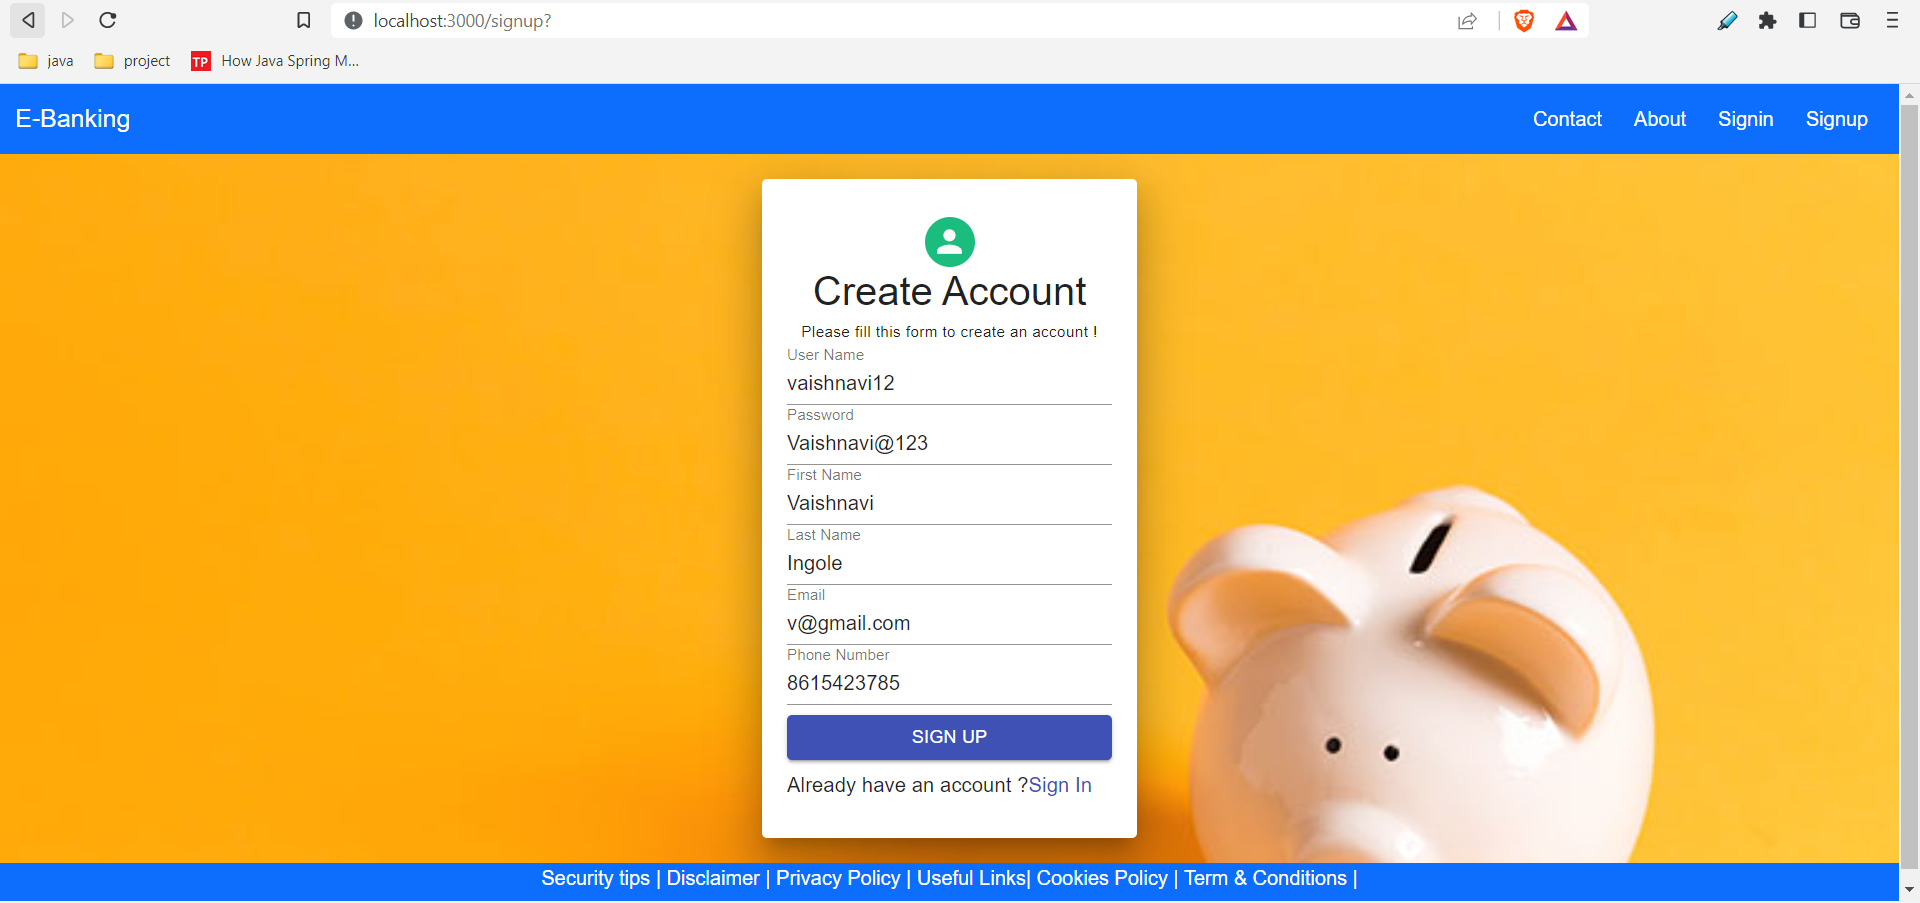 localhost:3000/signup?
java project TP How Java Spring M...
E-Banking Contact About Signin Signup
Create Account
Please fill this form to create an account !
User Name
vaishnavi12
Password
Vaishnavi@123
First Name
Vaishnavi
Last Name
Ingole
Email
v@gmail.com
Phone Number
8615423785
SIGN UP
Already have an account ?Sign In
Security tips | Disclaimer | Privacy Policy | Useful Links| Cookies Policy | Term & Conditions |